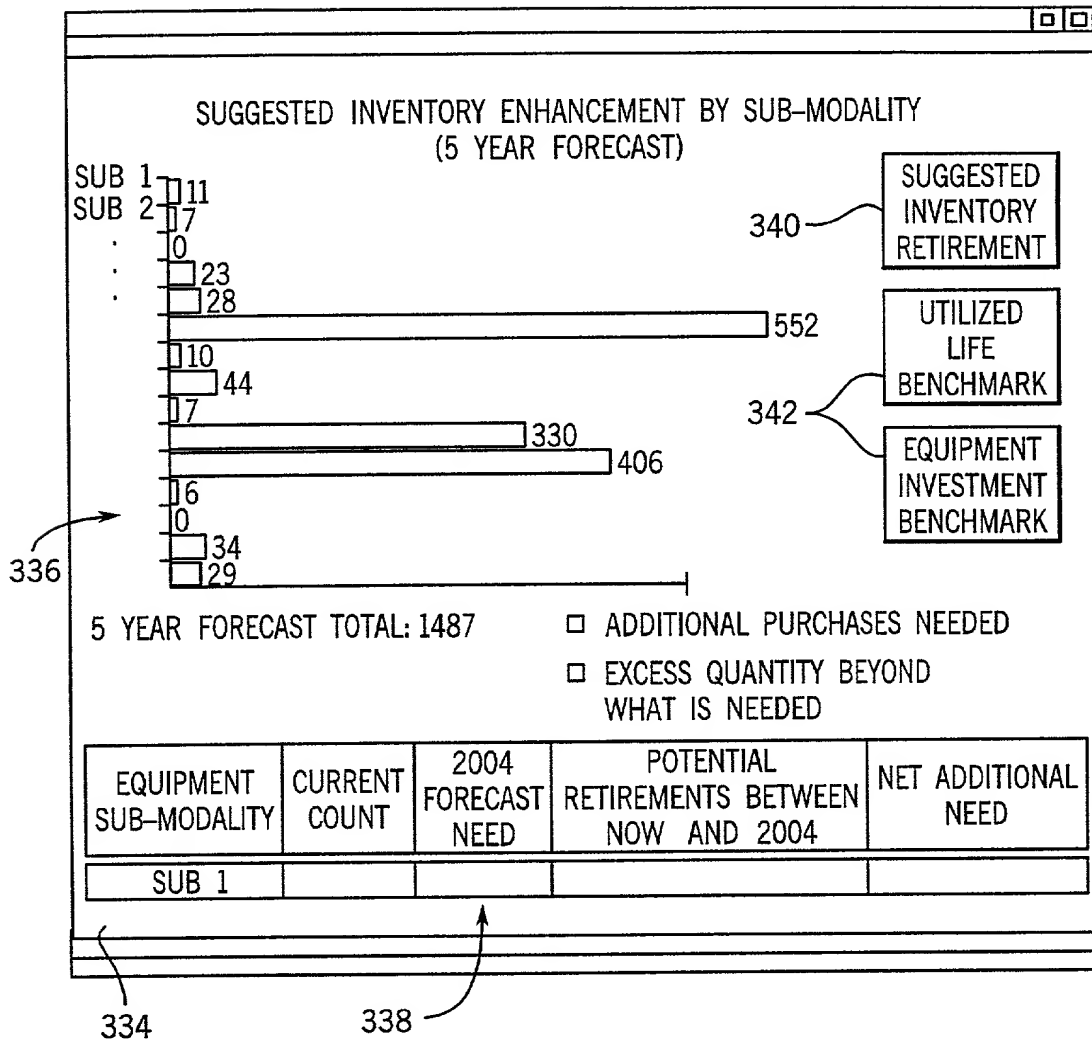 SUGGESTED INVENTORY ENHANCEMENT BY SUB-MODALITY
(5 YEAR FORECAST)
SUB 1
11
SUB 2
7
0
23
28
552
10
44
7
330
406
6
0
34
29
336
340
SUGGESTED
INVENTORY
RETIREMENT
342
UTILIZED
LIFE
BENCHMARK
EQUIPMENT
INVESTMENT
BENCHMARK
5 YEAR FORECAST TOTAL: 1487
ADDITIONAL PURCHASES NEEDED
EXCESS QUANTITY BEYOND
WHAT IS NEEDED
EQUIPMENT
SUB-MODALITY
CURRENT
COUNT
2004
FORECAST
NEED
POTENTIAL
RETIREMENTS BETWEEN
NOW AND 2004
NET ADDITIONAL
NEED
SUB 1
334
338